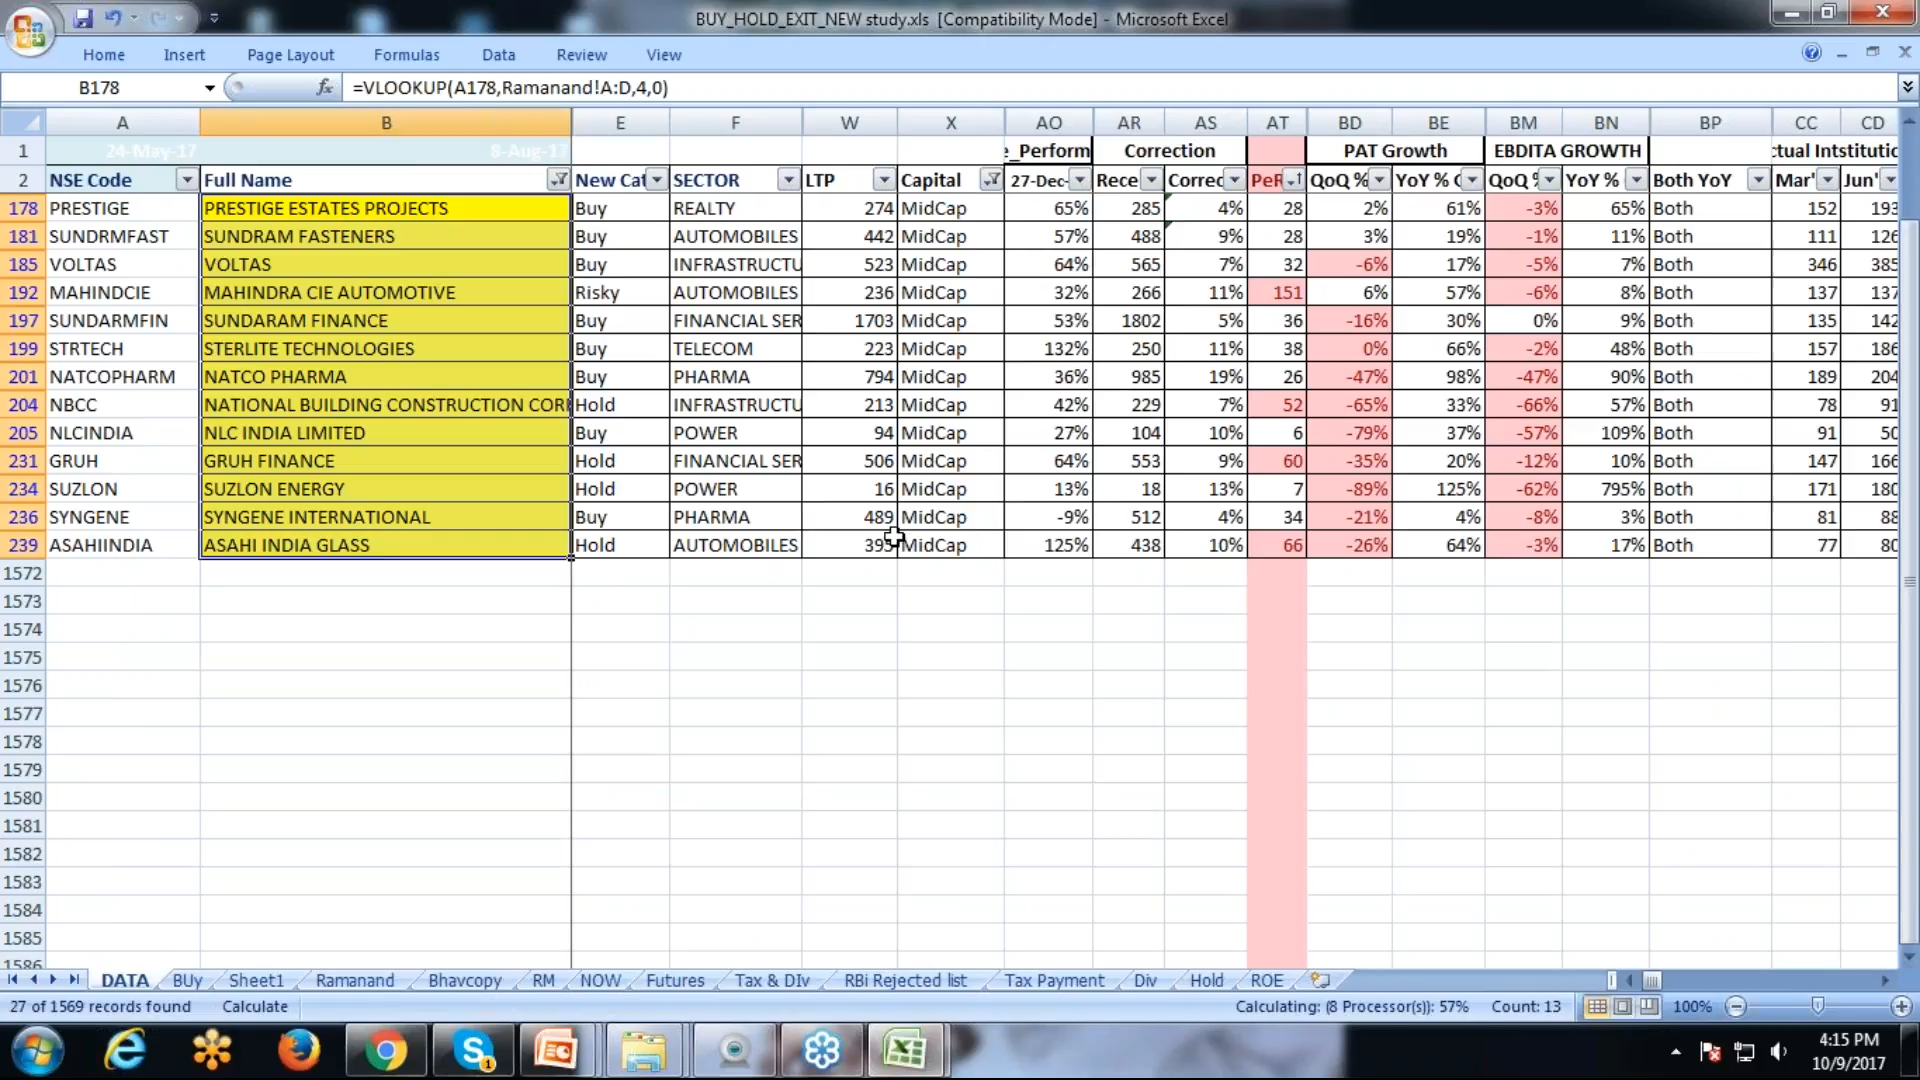 BUY_HOLD_EXIT_NEW study.xls [Compatibility Mode] - Microsoft Excel
Home Insert Page Layout Formulas Data Review View
B178 fx =VLOOKUP(A178,Ramanand!A:D,4,0)
A B E F W X AO AR AS AT BD BE BM BN BP CC CD
1 24-May-17 8-Aug-17 e_Perform Correction PAT Growth EBDITA GROWTH ctual Intstitutio
2 NSE Code Full Name New Cat SECTOR LTP Capital 27-Dec- Rece Correc PeR QoQ % YoY % G QoQ % YoY % Both YoY Mar' Jun'
178 PRESTIGE PRESTIGE ESTATES PROJECTS Buy REALTY 274 MidCap 65% 285 4% 28 2% 61% -3% 65% Both 152 193
181 SUNDRMFAST SUNDRAM FASTENERS Buy AUTOMOBILES 442 MidCap 57% 488 9% 28 3% 19% -1% 11% Both 111 126
185 VOLTAS VOLTAS Buy INFRASTRUCTU 523 MidCap 64% 565 7% 32 -6% 17% -5% 7% Both 346 385
192 MAHINDCIE MAHINDRA CIE AUTOMOTIVE Risky AUTOMOBILES 236 MidCap 32% 266 11% 151 6% 57% -6% 8% Both 137 137
197 SUNDARMFIN SUNDARAM FINANCE Buy FINANCIAL SER 1703 MidCap 53% 1802 5% 36 -16% 30% 0% 9% Both 135 142
199 STRTECH STERLITE TECHNOLOGIES Buy TELECOM 223 MidCap 132% 250 11% 38 0% 66% -2% 48% Both 157 186
201 NATCOPHARM NATCO PHARMA Buy PHARMA 794 MidCap 36% 985 19% 26 -47% 98% -47% 90% Both 189 204
204 NBCC NATIONAL BUILDING CONSTRUCTION CORI Hold INFRASTRUCTU 213 MidCap 42% 229 7% 52 -65% 33% -66% 57% Both 78 91
205 NLCINDIA NLC INDIA LIMITED Buy POWER 94 MidCap 27% 104 10% 6 -79% 37% -57% 109% Both 91 50
231 GRUH GRUH FINANCE Hold FINANCIAL SER 506 MidCap 64% 553 9% 60 -35% 20% -12% 10% Both 147 166
234 SUZLON SUZLON ENERGY Hold POWER 16 MidCap 13% 18 13% 7 -89% 125% -62% 795% Both 171 180
236 SYNGENE SYNGENE INTERNATIONAL Buy PHARMA 489 MidCap -9% 512 4% 34 -21% 4% -8% 3% Both 81 88
239 ASAHIINDIA ASAHI INDIA GLASS Hold AUTOMOBILES 395 MidCap 125% 438 10% 66 -26% 64% -3% 17% Both 77 80
1572
1573
1574
1575
1576
1577
1578
1579
1580
1581
1582
1583
1584
1585
1586
DATA BUy Sheet1 Ramanand Bhavcopy RM NOW Futures Tax & DIv RBi Rejected list Tax Payment Div Hold ROE
27 of 1569 records found Calculate Calculating: (8 Processor(s)): 57% Count: 13 100%
4:15 PM
10/9/2017